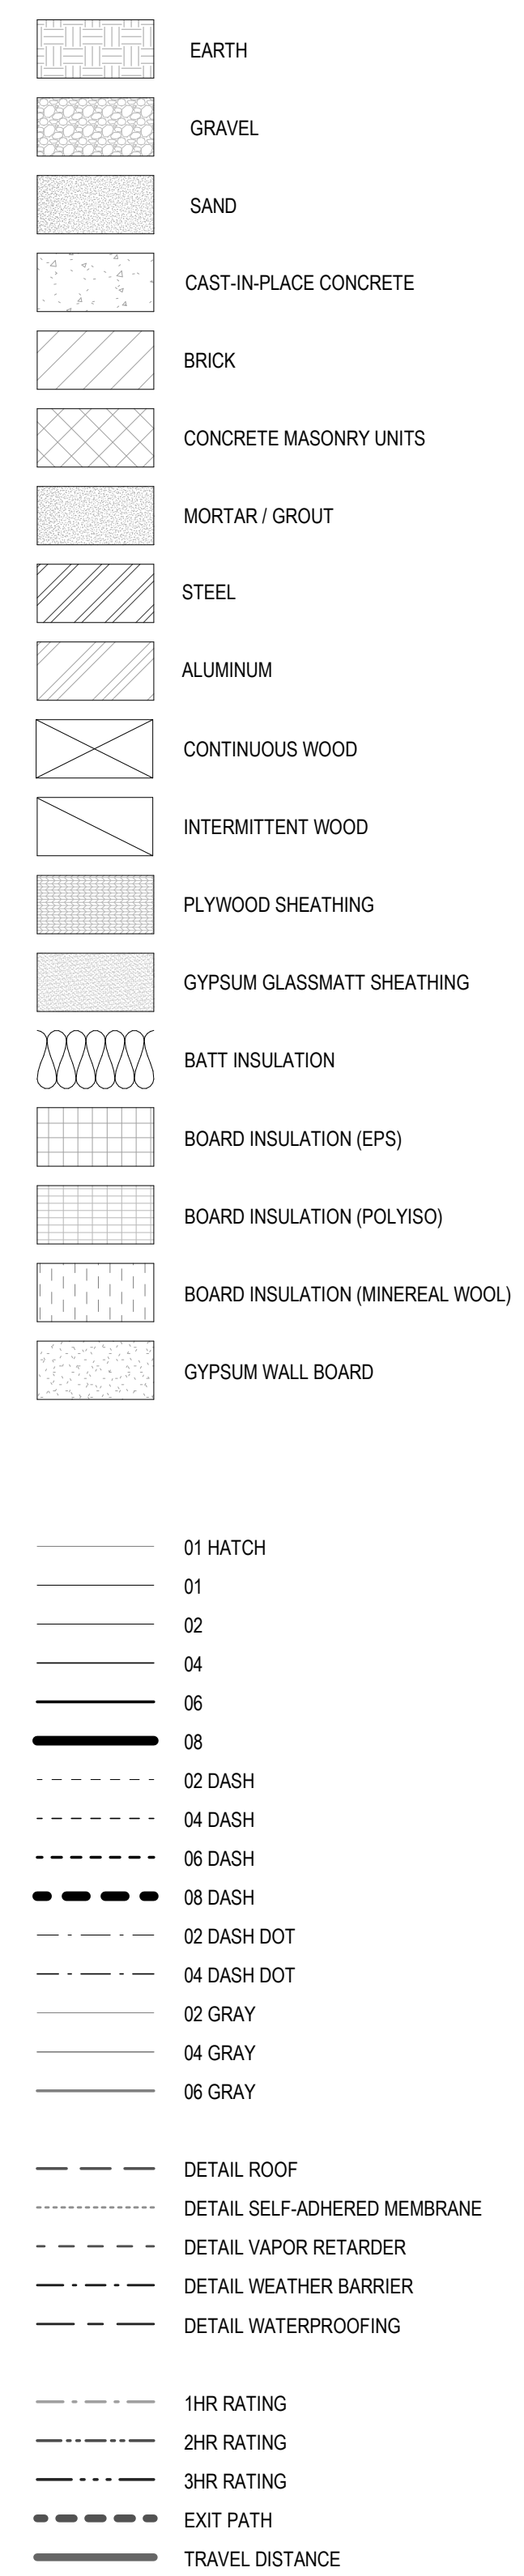 EARTH
GRAVEL
SAND
CAST-IN-PLACE CONCRETE
BRICK
CONCRETE MASONRY UNITS
MORTAR / GROUT
STEEL
ALUMINUM
CONTINUOUS WOOD
INTERMITTENT WOOD
PLYWOOD SHEATHING
GYPSUM GLASSMATT SHEATHING
BATT INSULATION
BOARD INSULATION (EPS)
BOARD INSULATION (POLYISO)
BOARD INSULATION (MINEREAL WOOL)
GYPSUM WALL BOARD
01 HATCH
01
02
04
06
08
02 DASH
04 DASH
06 DASH
08 DASH
02 DASH DOT
04 DASH DOT
02 GRAY
04 GRAY
06 GRAY
DETAIL ROOF
DETAIL SELF-ADHERED MEMBRANE
DETAIL VAPOR RETARDER
DETAIL WEATHER BARRIER
DETAIL WATERPROOFING
1HR RATING
2HR RATING
3HR RATING
EXIT PATH
TRAVEL DISTANCE